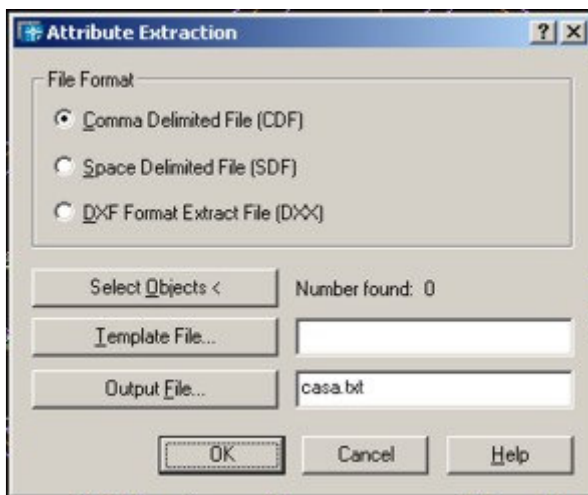 Attribute Extraction
File Format
Comma Delimited File (CDF)
Space Delimited File (SDF)
DXF Format Extract File (DXX)
Select Objects < Number found: 0
Template File...
Output File... casa.txt
OK Cancel Help